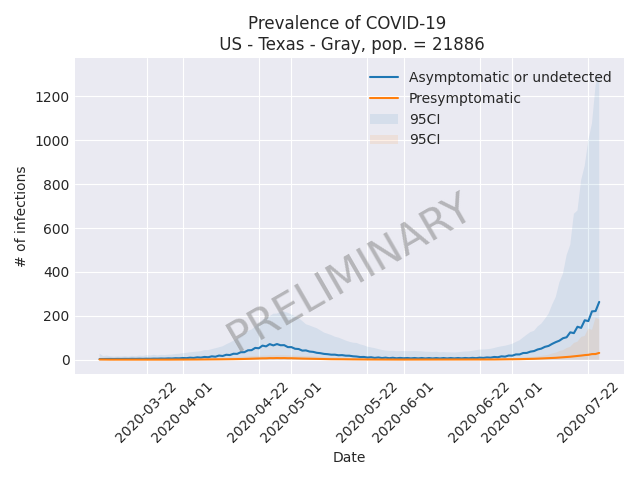 Prevalence of COVID-19
US - Texas - Gray, pop. = 21886
Asymptomatic or undetected
Presymptomatic
95CI
95CI
1200
1000
800
600
400
200
0
# of infections
PRELIMINARY
2020-03-22
2020-04-01
2020-04-22
2020-05-01
2020-05-22
2020-06-01
2020-06-22
2020-07-01
2020-07-22
Date